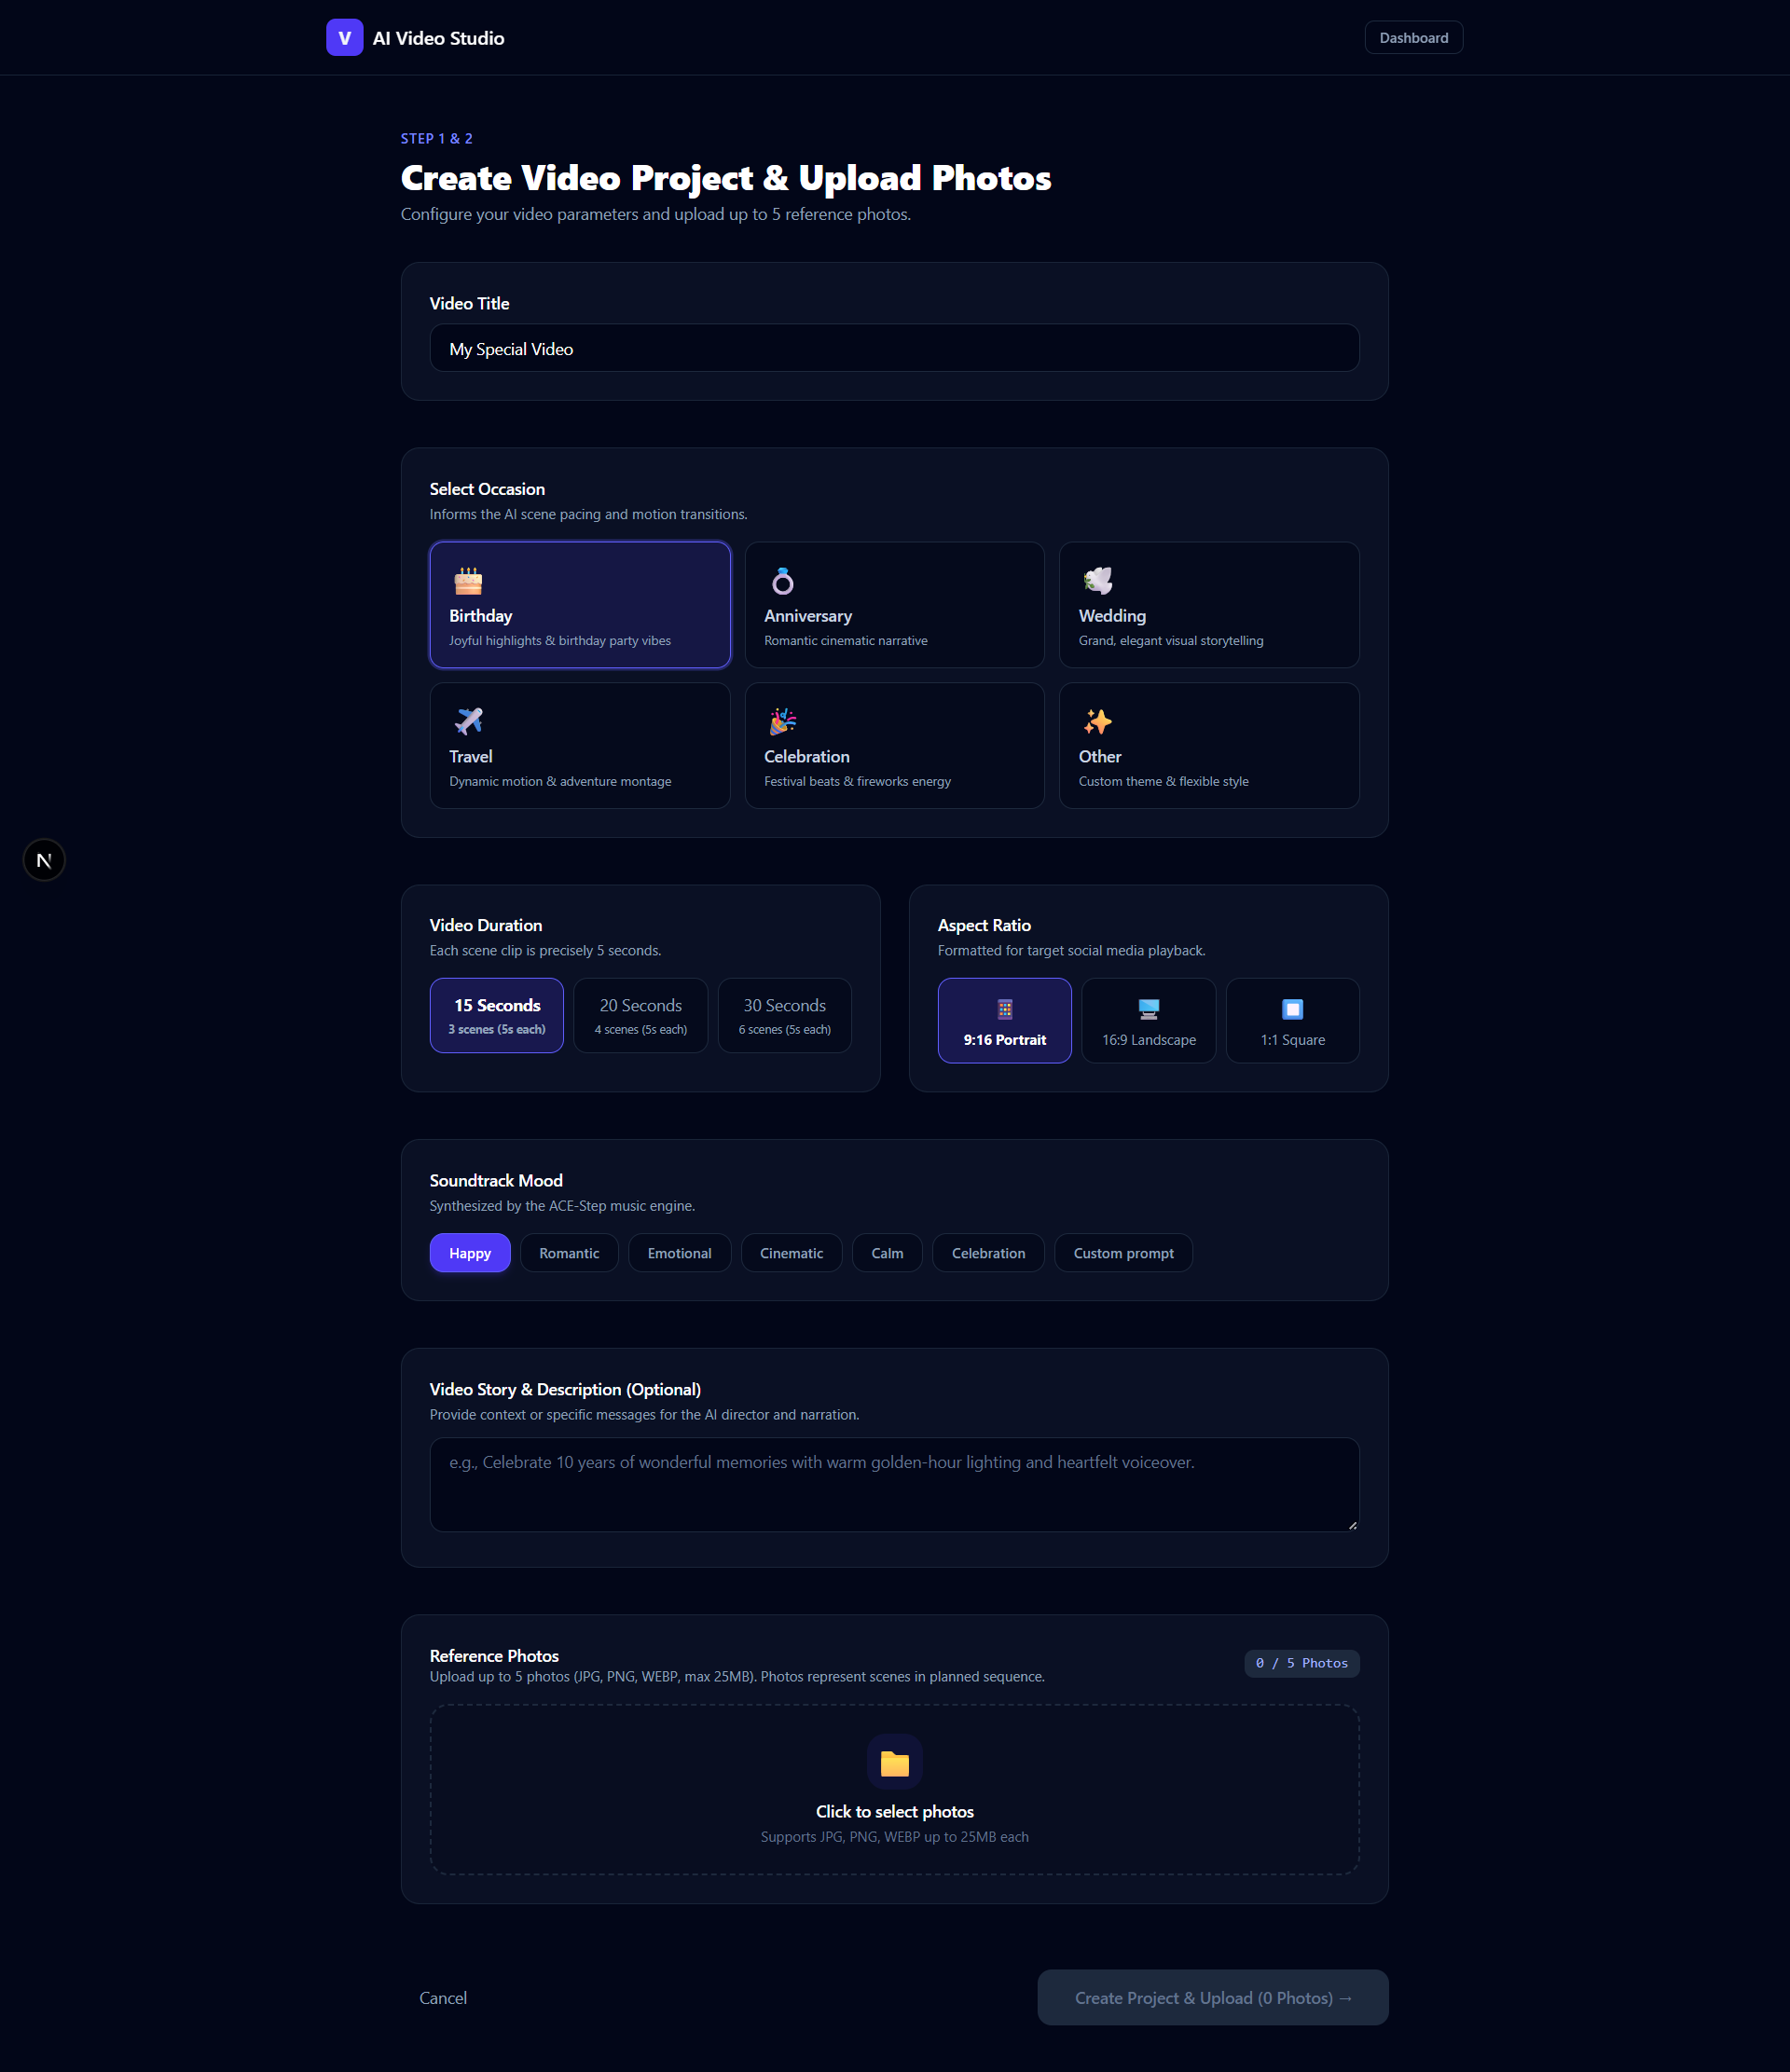 V AI Video Studio
Dashboard
STEP 1 & 2
Create Video Project & Upload Photos
Configure your video parameters and upload up to 5 reference photos.
Video Title
My Special Video
Select Occasion
Informs the AI scene pacing and motion transitions.
Birthday
Joyful highlights & birthday party vibes
Anniversary
Romantic cinematic narrative
Wedding
Grand, elegant visual storytelling
Travel
Dynamic motion & adventure montage
Celebration
Festival beats & fireworks energy
Other
Custom theme & flexible style
N
Video Duration
Each scene clip is precisely 5 seconds.
15 Seconds
3 scenes (5s each)
20 Seconds
4 scenes (5s each)
30 Seconds
6 scenes (5s each)
Aspect Ratio
Formatted for target social media playback.
9:16 Portrait
16:9 Landscape
1:1 Square
Soundtrack Mood
Synthesized by the ACE-Step music engine.
Happy
Romantic
Emotional
Cinematic
Calm
Celebration
Custom prompt
Video Story & Description (Optional)
Provide context or specific messages for the AI director and narration.
e.g., Celebrate 10 years of wonderful memories with warm golden-hour lighting and heartfelt voiceover.
Reference Photos
Upload up to 5 photos (JPG, PNG, WEBP, max 25MB). Photos represent scenes in planned sequence.
0 / 5 Photos
Click to select photos
Supports JPG, PNG, WEBP up to 25MB each
Cancel
Create Project & Upload (0 Photos) →